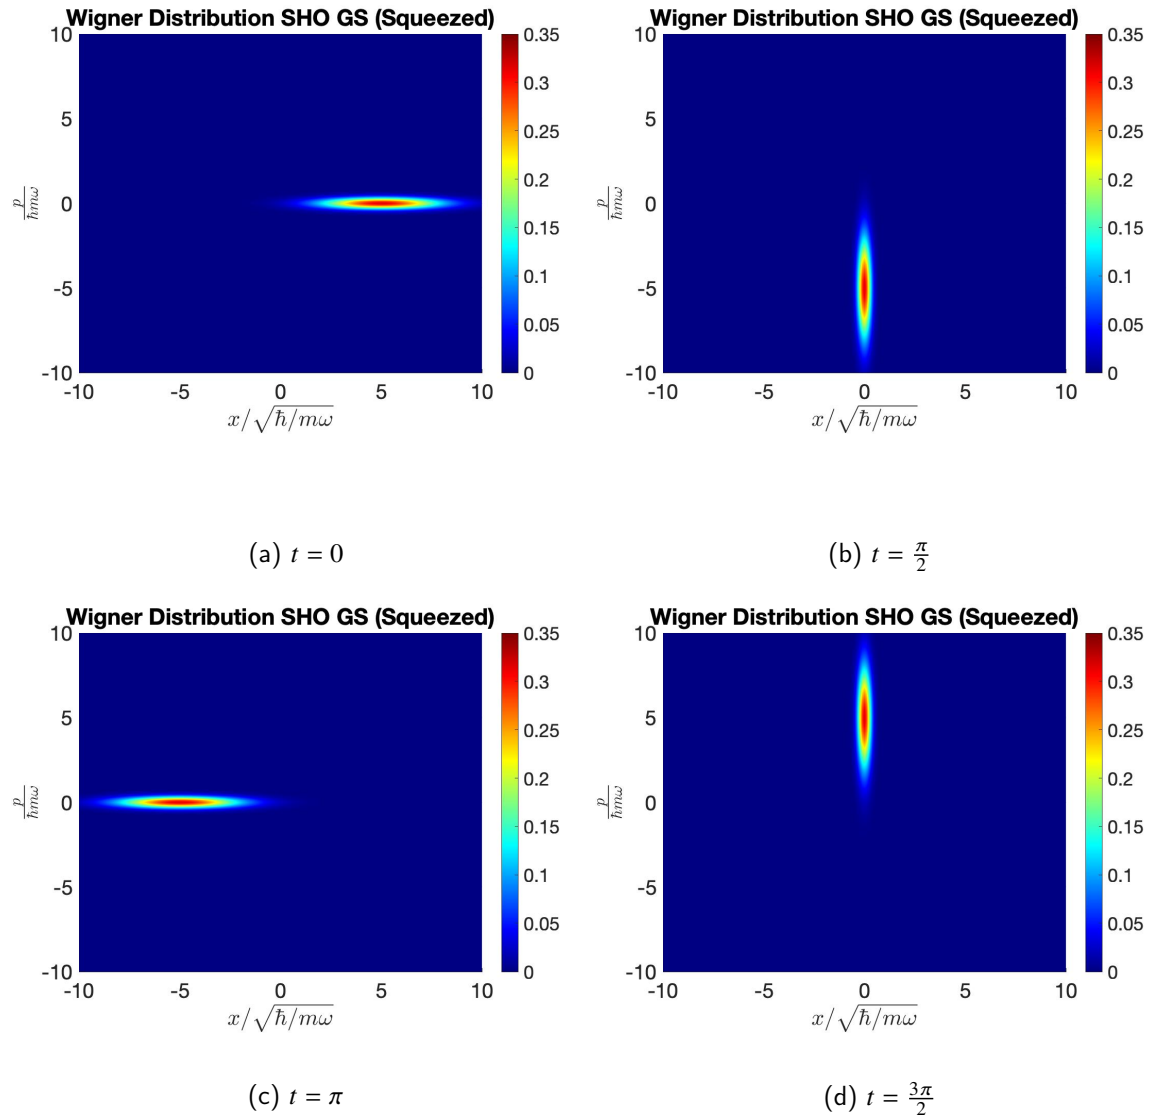 Wigner Distribution SHO GS (Squeezed)
10
5
0
-5
-10
-10 -5 0 5 10
0.35
0.3
0.25
0.2
0.15
0.1
0.05
0
p/ħmω
x/√ħ/mω
(a) t = 0
Wigner Distribution SHO GS (Squeezed)
10
5
0
-5
-10
-10 -5 0 5 10
0.35
0.3
0.25
0.2
0.15
0.1
0.05
0
p/ħmω
x/√ħ/mω
(b) t = π/2
Wigner Distribution SHO GS (Squeezed)
10
5
0
-5
-10
-10 -5 0 5 10
0.35
0.3
0.25
0.2
0.15
0.1
0.05
0
p/ħmω
x/√ħ/mω
(c) t = π
Wigner Distribution SHO GS (Squeezed)
10
5
0
-5
-10
-10 -5 0 5 10
0.35
0.3
0.25
0.2
0.15
0.1
0.05
0
p/ħmω
x/√ħ/mω
(d) t = 3π/2